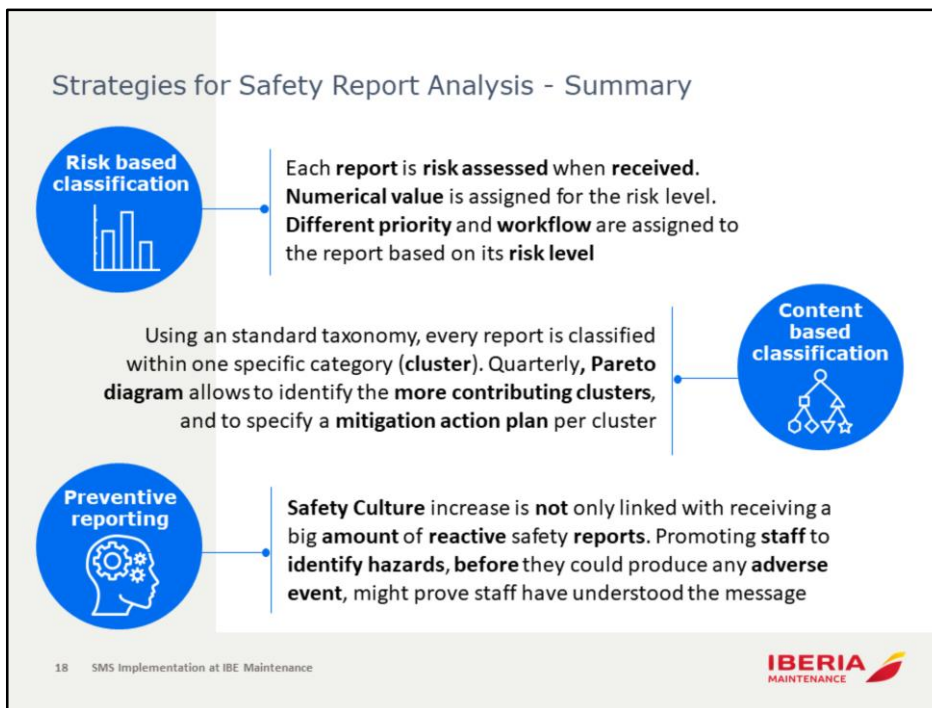 Strategies for Safety Report Analysis - Summary
Risk based
classification
Each report is risk assessed when received.
Numerical value is assigned for the risk level.
Different priority and workflow are assigned to
the report based on its risk level
Using an standard taxonomy, every report is classified
within one specific category (cluster). Quarterly, Pareto
diagram allows to identify the more contributing clusters,
and to specify a mitigation action plan per cluster
Content
based
classification
Preventive
reporting
Safety Culture increase is not only linked with receiving a
big amount of reactive safety reports. Promoting staff to
identify hazards, before they could produce any adverse
event, might prove staff have understood the message
18 SMS Implementation at IBE Maintenance
IBERIA
MAINTENANCE